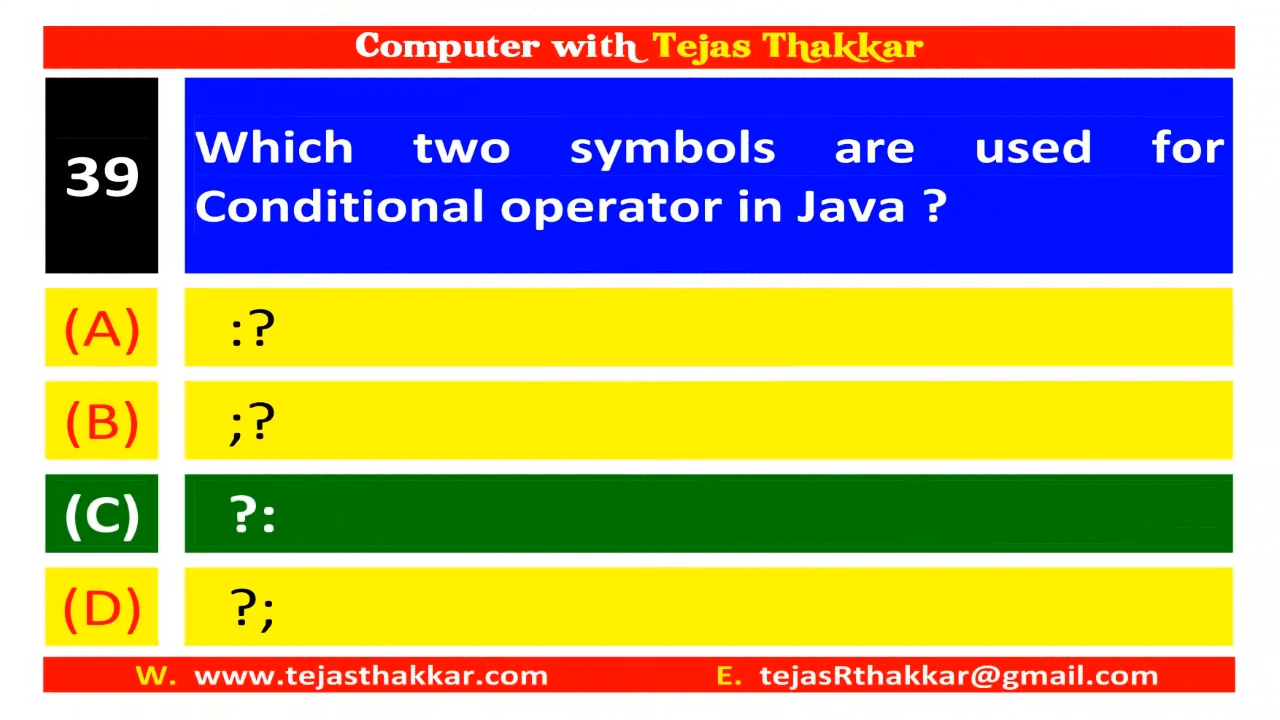 Computer with Tejas Thakkar
39
Which two symbols are used for
Conditional operator in Java ?
(A) :?
(B) ;?
(C) ?:
(D) ?;
W. www.tejasthakkar.com E. tejasRthakkar@gmail.com